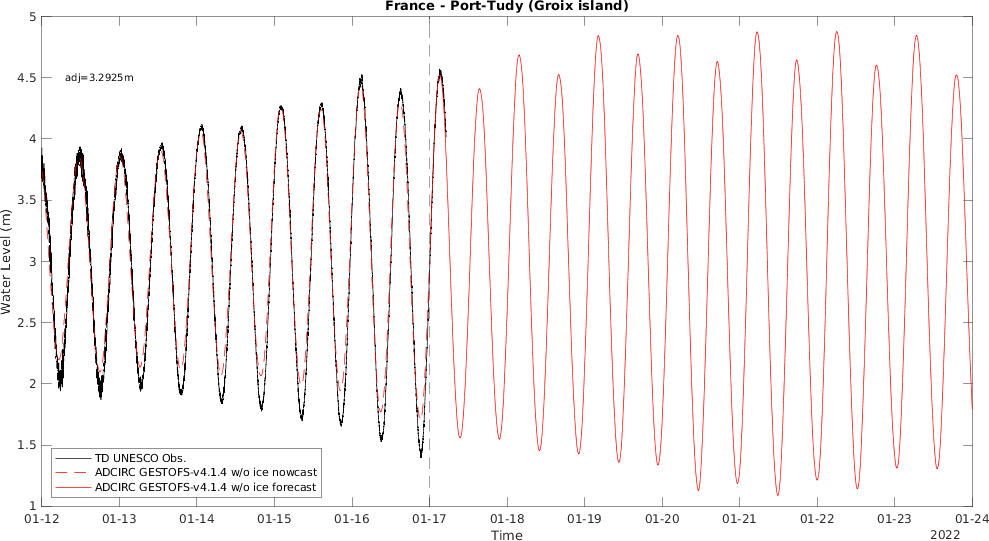 France - Port-Tudy (Groix island)
5
4.5
4
3.5
3
2.5
2
1.5
1
Water Level (m)
adj=3.2925m
TD UNESCO Obs.
ADCIRC GESTOFS-v4.1.4 w/o ice nowcast
ADCIRC GESTOFS-v4.1.4 w/o ice forecast
01-12 01-13 01-14 01-15 01-16 01-17 01-18 01-19 01-20 01-21 01-22 01-23 01-24
Time
2022